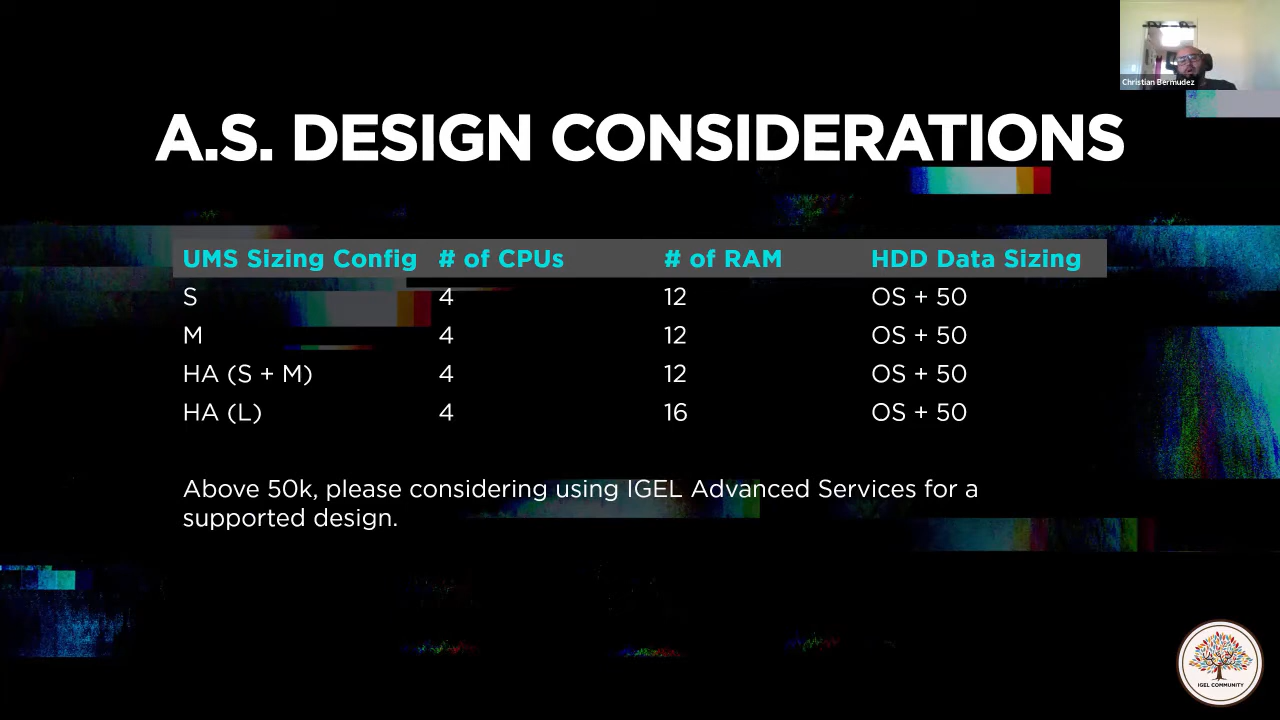 Christian Bermudez
A.S. DESIGN CONSIDERATIONS
UMS Sizing Config # of CPUs # of RAM HDD Data Sizing
S 4 12 OS + 50
M 4 12 OS + 50
HA (S + M) 4 12 OS + 50
HA (L) 4 16 OS + 50
Above 50k, please considering using IGEL Advanced Services for a
supported design.
IGEL COMMUNITY